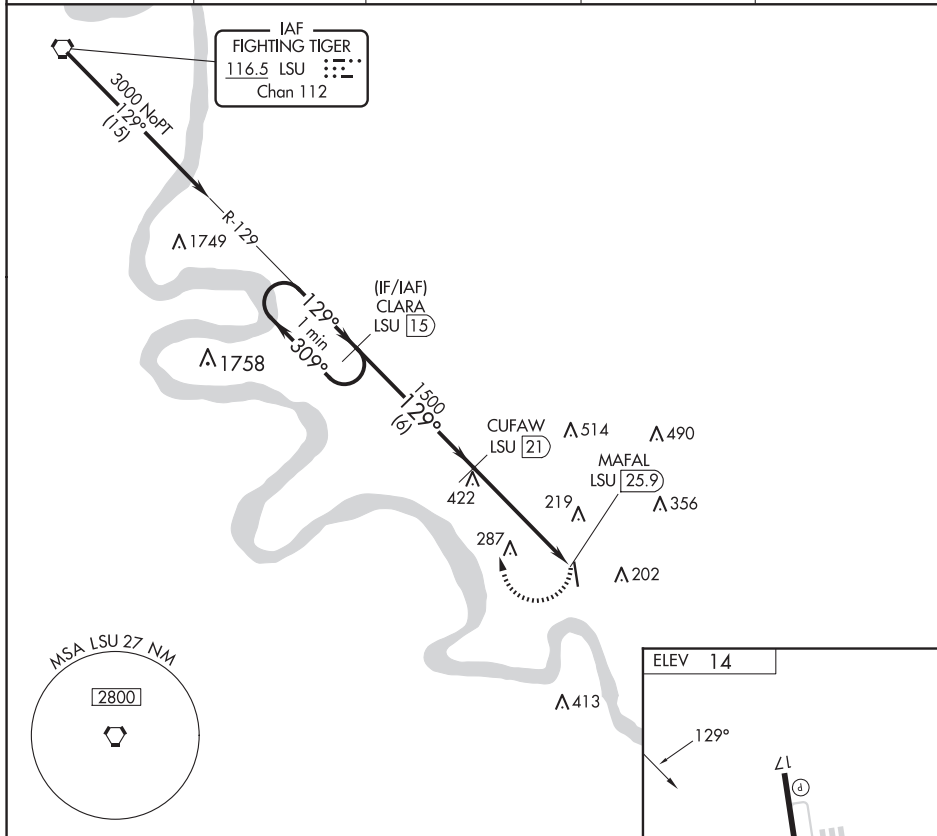 IAF
FIGHTING TIGER
116.5 LSU
Chan 112
3000 NoPT
129°
(15)
R-129
1749
(IF/IAF)
CLARA
LSU 15
129°
1 min
309°
1758
1500
129°
(6)
CUFAW
LSU 21
514
490
MAFAL
LSU 25.9
422
219
356
287
202
MSA LSU 27 NM
2800
413
ELEV 14
129°
17
P